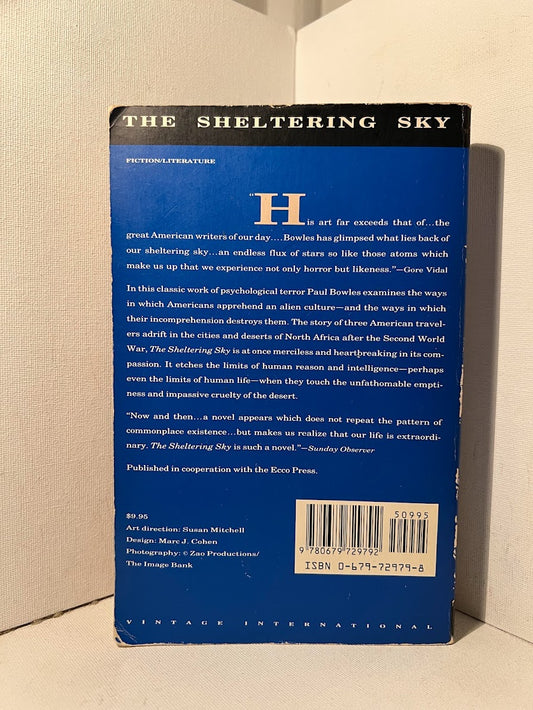 THE SHELTERING SKY
FICTION/LITERATURE
“His art far exceeds that of...the
great American writers of our day....Bowles has glimpsed what lies back of
our sheltering sky...an endless flux of stars so like those atoms which
make us up that we experience not only horror but likeness.”—Gore Vidal
In this classic work of psychological terror Paul Bowles examines the ways
in which Americans apprehend an alien culture—and the ways in which
their incomprehension destroys them. The story of three American travel-
ers adrift in the cities and deserts of North Africa after the Second World
War, The Sheltering Sky is at once merciless and heartbreaking in its com-
passion. It etches the limits of human reason and intelligence—perhaps
even the limits of human life—when they touch the unfathomable empti-
ness and impassive cruelty of the desert.
“Now and then...a novel appears which does not repeat the pattern of
commonplace existence...but makes us realize that our life is extraordi-
nary. The Sheltering Sky is such a novel.”—Sunday Observer
Published in cooperation with the Ecco Press.
$9.95
Art direction: Susan Mitchell
Design: Marc J. Cohen
Photography: © Zao Productions/
The Image Bank
50995
9 780679 729792
ISBN 0-679-72979-8
VINTAGE INTERNATIONAL